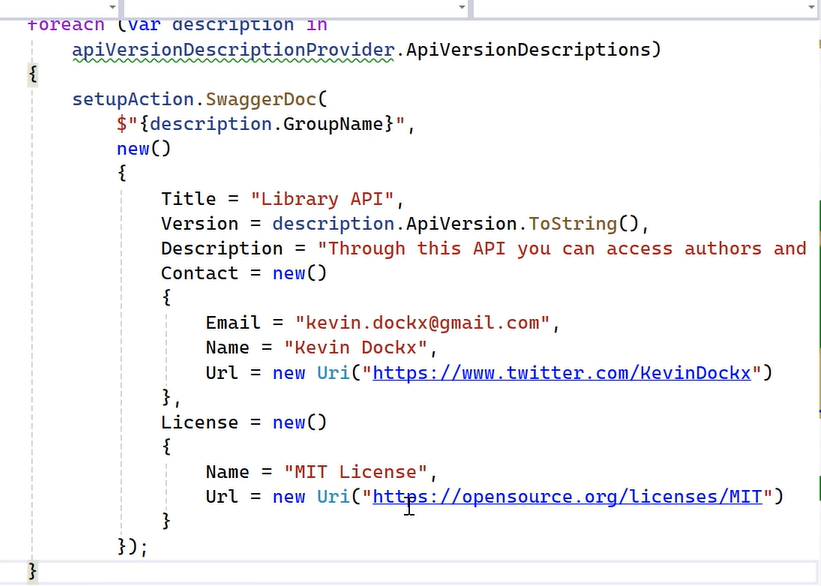 foreach (var description in
apiVersionDescriptionProvider.ApiVersionDescriptions)
{
setupAction.SwaggerDoc(
$"{description.GroupName}",
new()
{
Title = "Library API",
Version = description.ApiVersion.ToString(),
Description = "Through this API you can access authors and
Contact = new()
{
Email = "kevin.dockx@gmail.com",
Name = "Kevin Dockx",
Url = new Uri("https://www.twitter.com/KevinDockx")
},
License = new()
{
Name = "MIT License",
Url = new Uri("https://opensource.org/licenses/MIT")
}
});
}